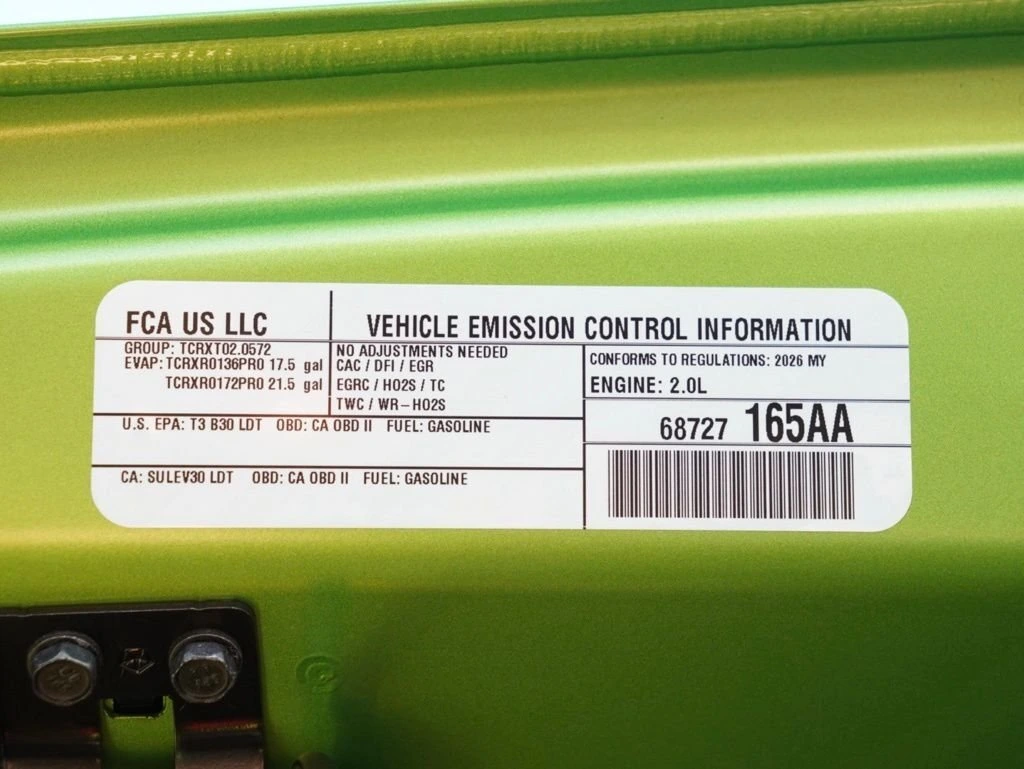 FCA US LLC
VEHICLE EMISSION CONTROL INFORMATION
GROUP: TCRXT02.0572
EVAP: TCRXR0136PR0 17.5 gal
TCRXR0172PR0 21.5 gal
NO ADJUSTMENTS NEEDED
CAC / DFI / EGR
EGRC / HO2S / TC
TWC / WR–HO2S
CONFORMS TO REGULATIONS: 2026 MY
ENGINE: 2.0L
68727 165AA
U.S. EPA: T3 B30 LDT OBD: CA OBD II FUEL: GASOLINE
CA: SULEV30 LDT OBD: CA OBD II FUEL: GASOLINE